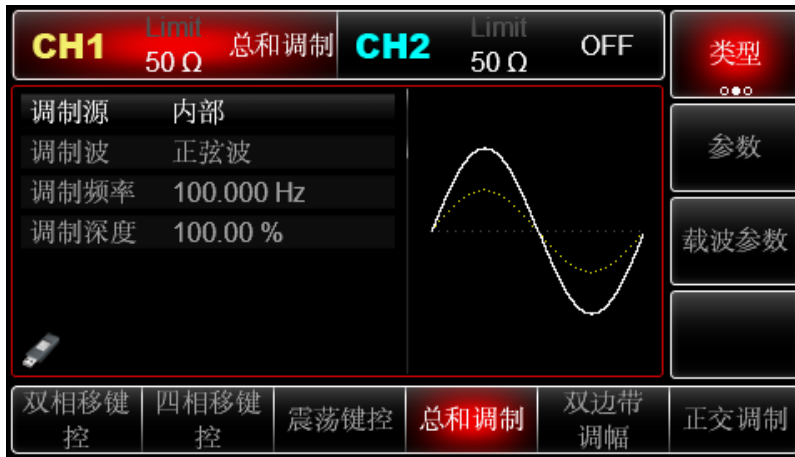 CH1 Limit 50 Ω 总和调制 CH2 Limit 50 Ω OFF
类型
调制源 内部
调制波 正弦波
调制频率 100.000 Hz
调制深度 100.00 %
参数
载波参数
双相移键控
四相移键控
震荡键控
总和调制
双边带调幅
正交调制